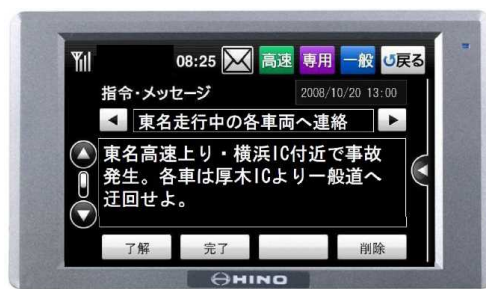 08:25 高速 専用 一般 戻る
指令・メッセージ 2008/10/20 13:00
東名走行中の各車両へ連絡
東名高速上り・横浜IC付近で事故
発生。各車は厚木ICより一般道へ
迂回せよ。
了解 完了 削除
HINO